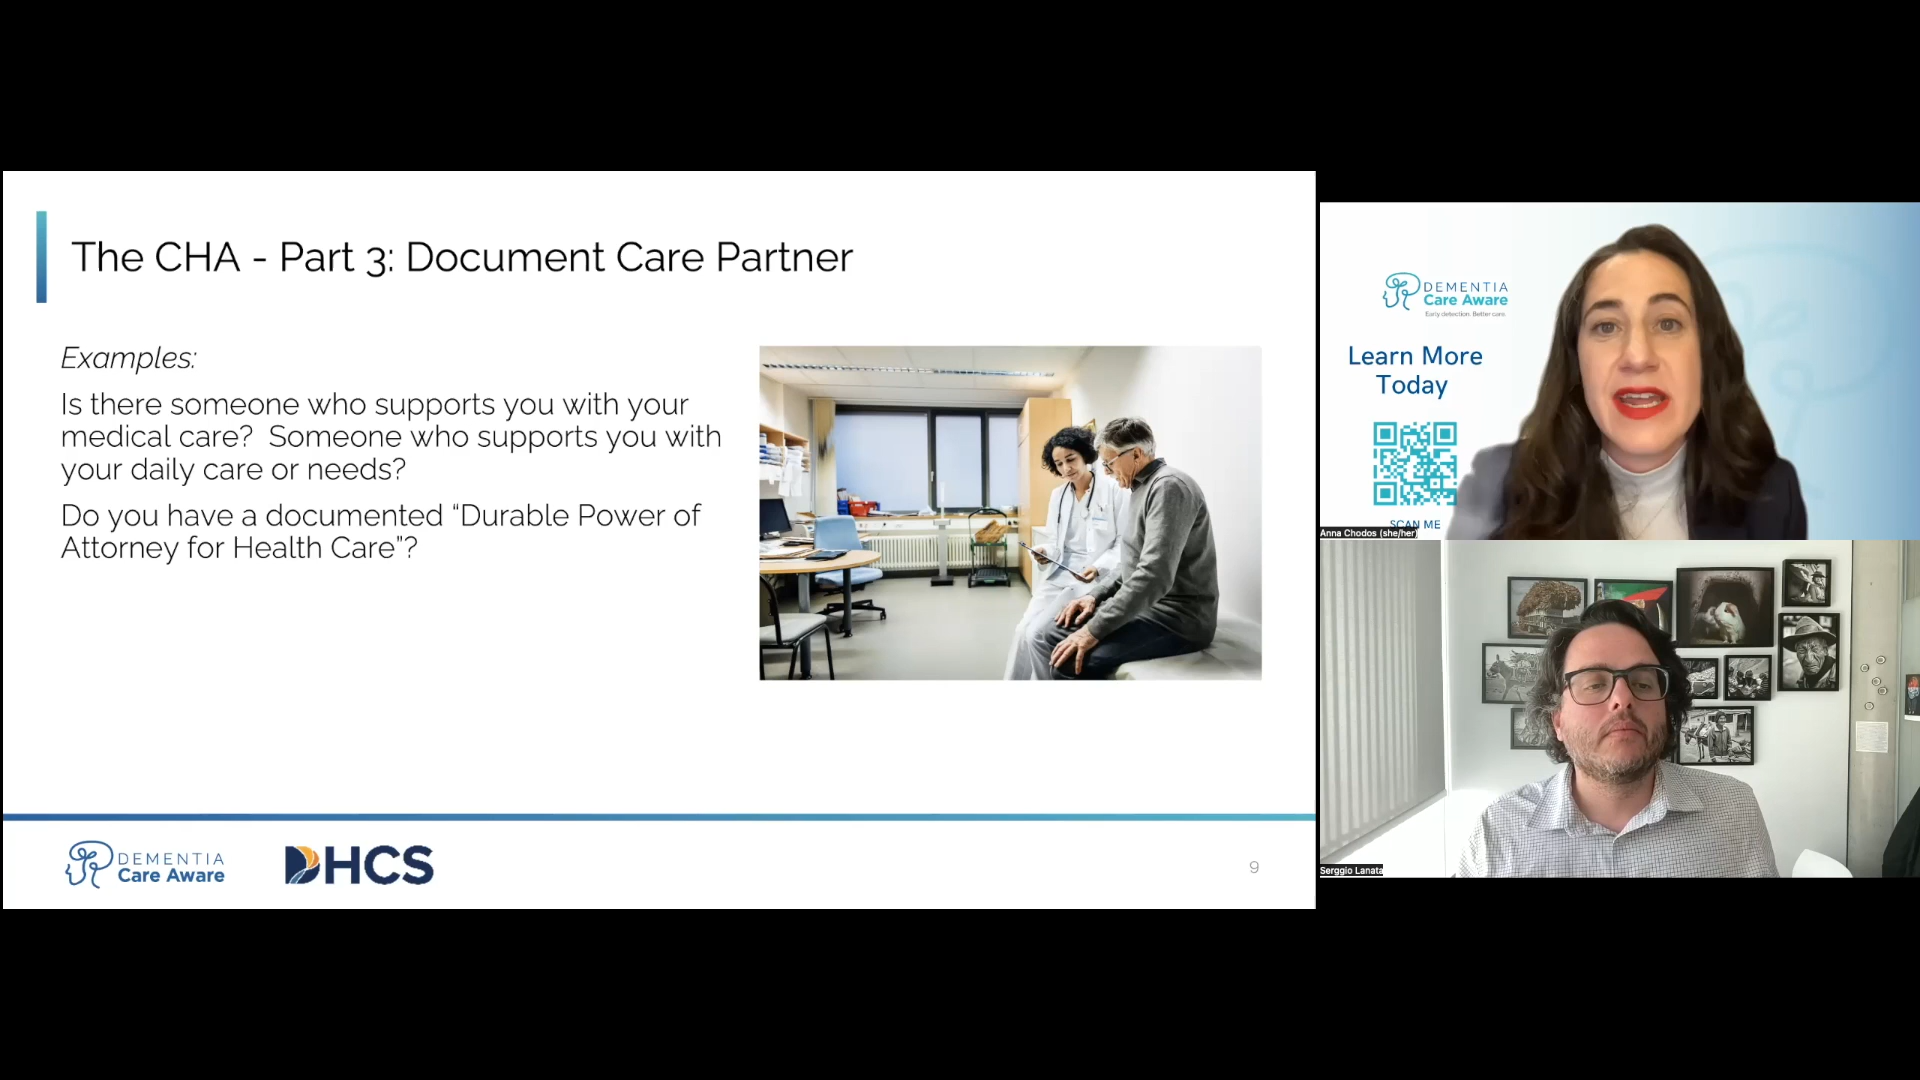 The CHA - Part 3: Document Care Partner
Examples:
Is there someone who supports you with your
medical care?  Someone who supports you with
your daily care or needs?
Do you have a documented “Durable Power of
Attorney for Health Care”?
DEMENTIA
Care Aware
DHCS
9
DEMENTIA
Care Aware
Early detection. Better care.
Learn More
Today
SCAN ME
Anna Chodos (she/her)
Serggio Lanata